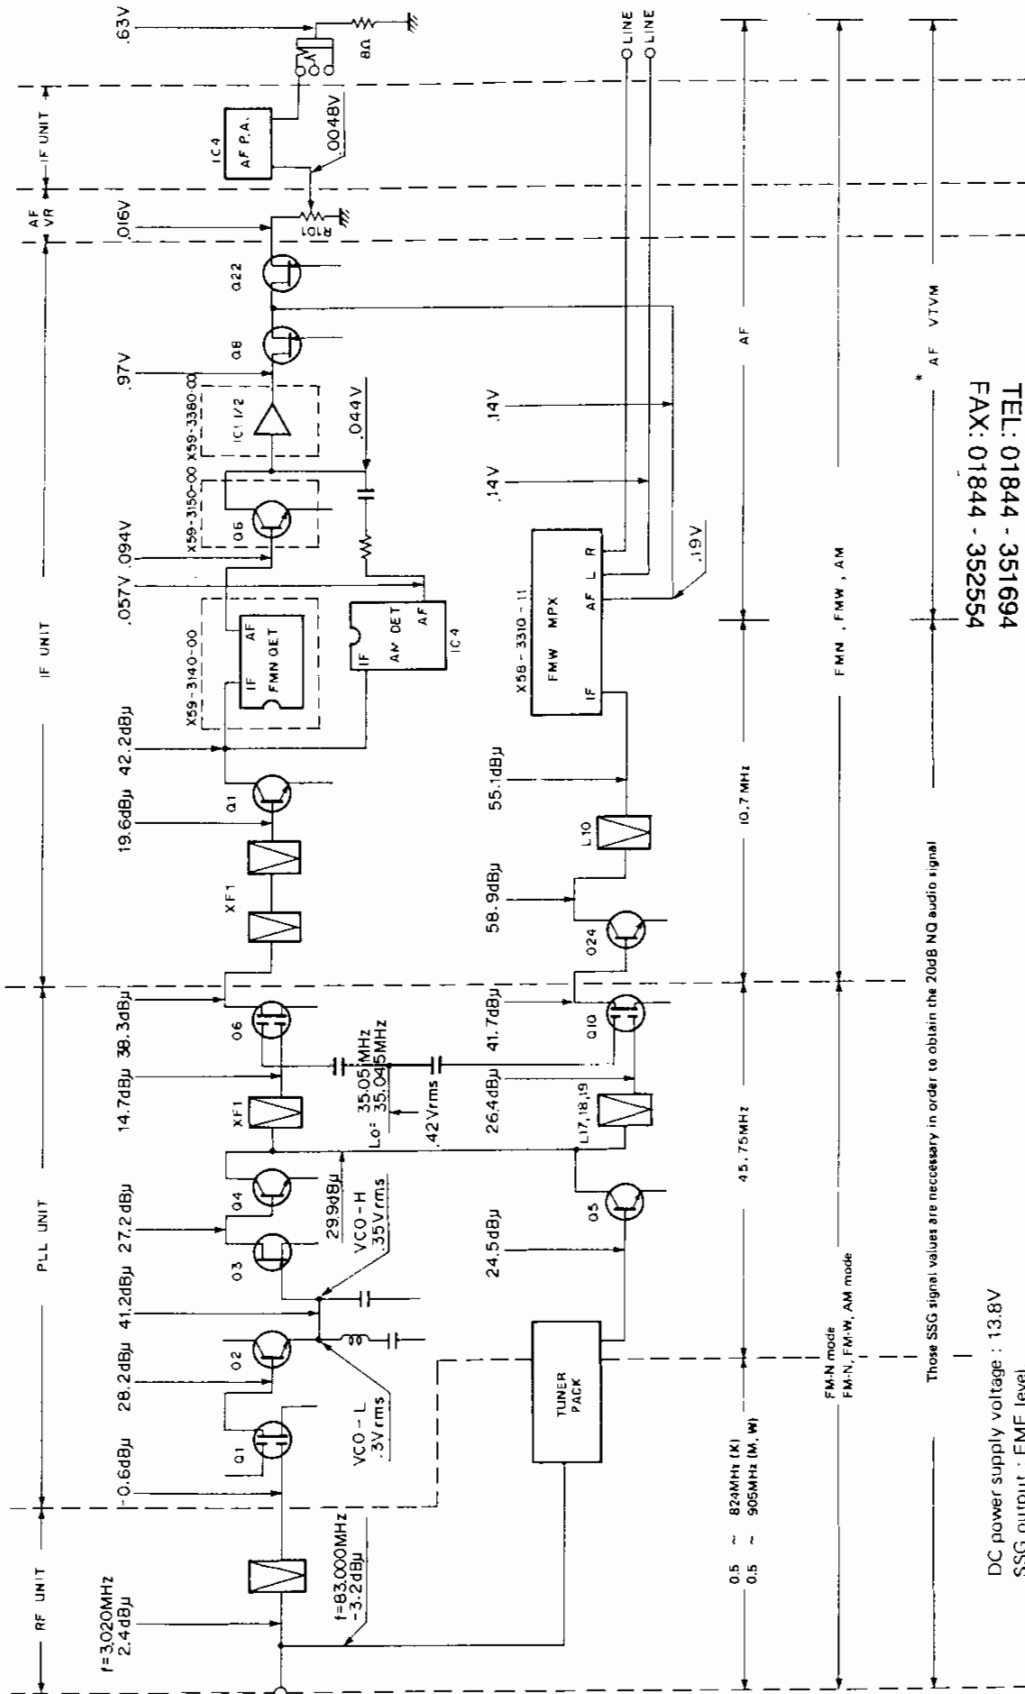 RF UNIT
PLL UNIT
IF UNIT
AF
VR
IF UNIT
f=3.020MHz
2.4dBμ
-0.6dBμ
28.2dBμ
41.2dBμ
27.2dBμ
14.7dBμ
38.3dBμ
19.6dBμ
42.2dBμ
.057V
.094V
.97V
.016V
.63V
X59-3140-00
X59-3150-00
X59-3380-00
Q1
Q2
Q3
Q4
XF1
Q6
XF1
Q1
IF
AF
FMN DET
Q6
IC1 1/2
Q8
Q22
R101
IC4
AF P.A.
8Ω
.0048V
.044V
IF
AM DET
AF
IC4
f=83.000MHz
-3.2dBμ
VCO-L
.3Vrms
VCO-H
.35Vrms
29.9dBμ
Lo= 35.05MHz
35.045MHz
.42Vrms
24.5dBμ
26.4dBμ
41.7dBμ
58.9dBμ
55.1dBμ
.14V
.14V
.19V
TUNER
PACK
Q5
L17,18,19
Q10
Q24
L10
X58-3310-11
FMW MPX
IF
AF L R
LINE
LINE
0.5 ~ 824MHz (K)
0.5 ~ 905MHz (M, W)
45.75MHz
10.7MHz
AF
FM-N mode
FM-N, FM-W, AM mode
FMN , FMW , AM
Those SSG signal values are neccessary in order to obtain the 20dB NQ audio signal
* AF VTVM
TEL: 01844 - 351694
FAX: 01844 - 352554
DC power supply voltage : 13.8V
SSG output : EMF level